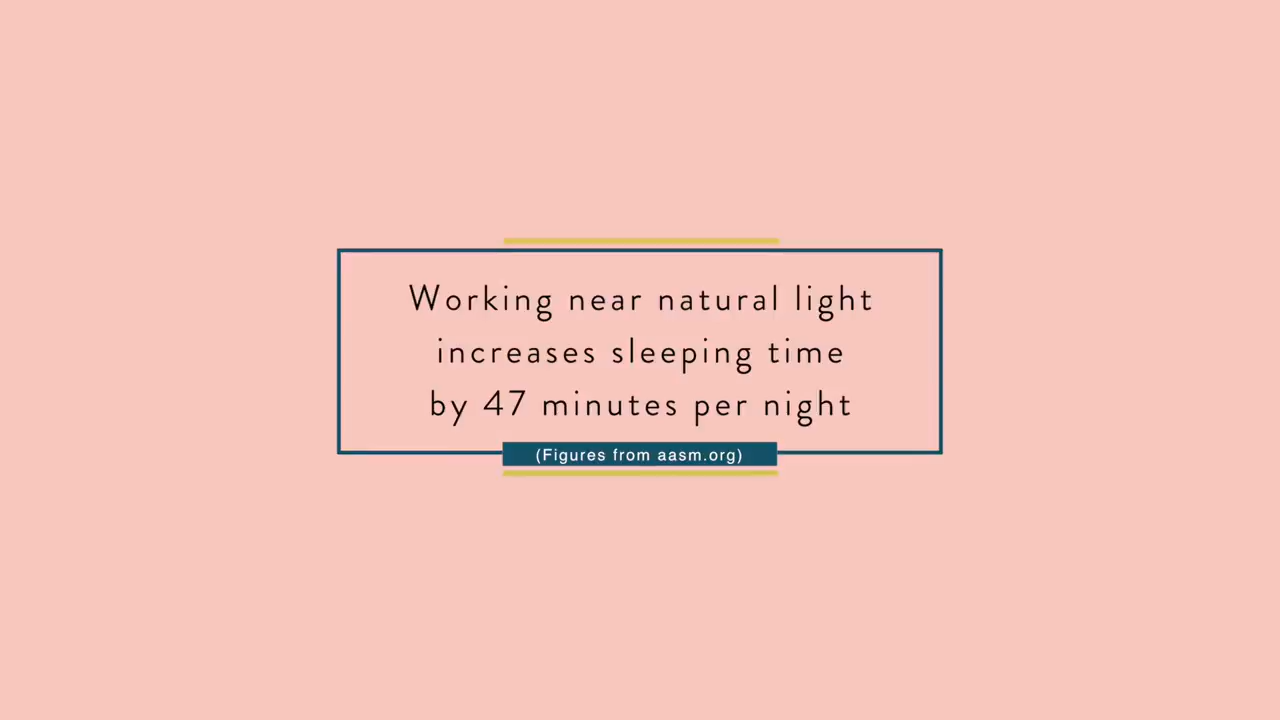 Working near natural light
increases sleeping time
by 47 minutes per night
(Figures from aasm.org)